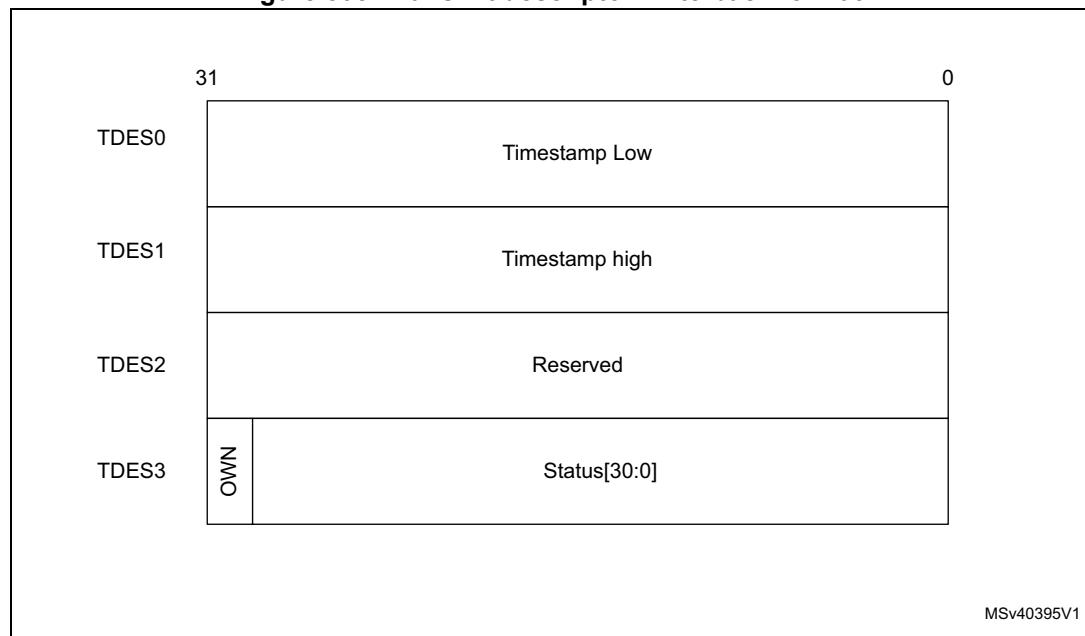 31 0
TDES0 Timestamp Low
TDES1 Timestamp high
TDES2 Reserved
TDES3 OWN Status[30:0]
MSv40395V1